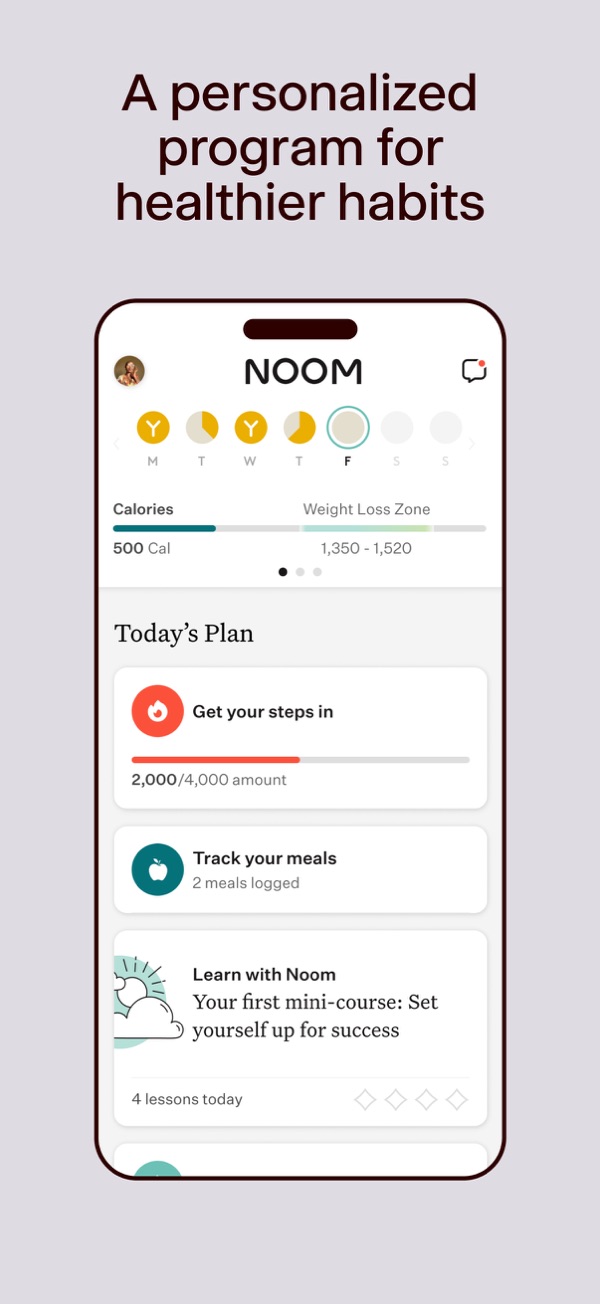 A personalized
program for
healthier habits
NOOM
M T W T F S S
Calories Weight Loss Zone
500 Cal 1,350 - 1,520
Today’s Plan
Get your steps in
2,000/4,000 amount
Track your meals
2 meals logged
Learn with Noom
Your first mini-course: Set
yourself up for success
4 lessons today